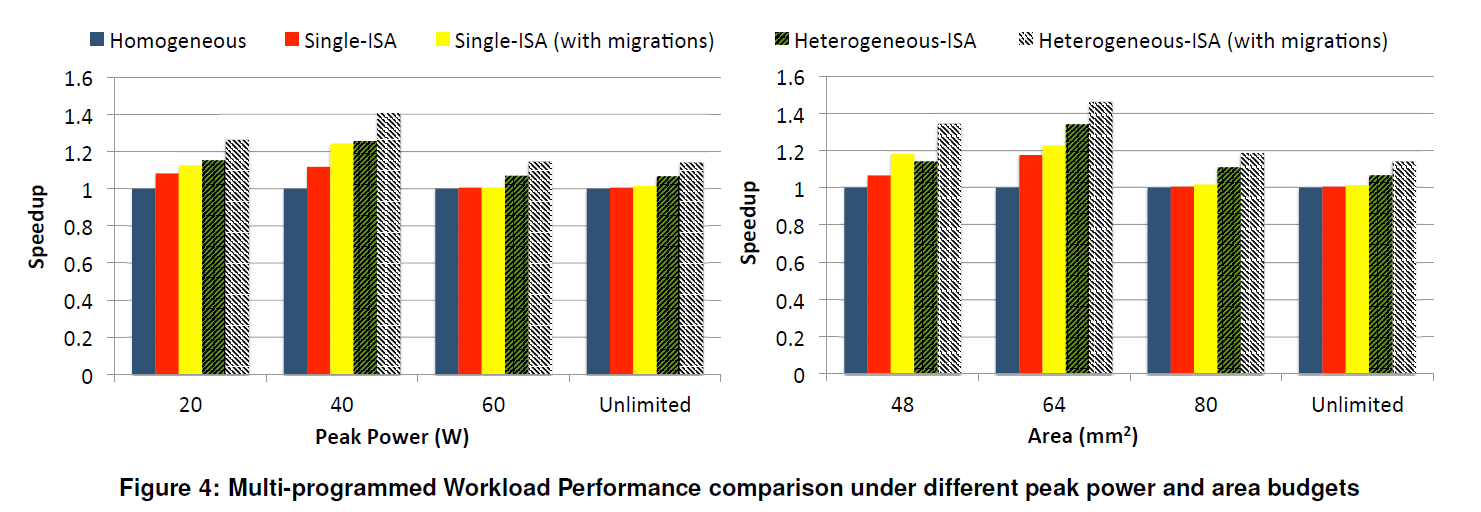 Homogeneous Single-ISA Single-ISA (with migrations) Heterogeneous-ISA Heterogeneous-ISA (with migrations)
1.6
1.4
1.2
1
0.8
0.6
0.4
0.2
0
Speedup
20 40 60 Unlimited
Peak Power (W)
1.6
1.4
1.2
1
0.8
0.6
0.4
0.2
0
Speedup
48 64 80 Unlimited
Area (mm²)
Figure 4: Multi-programmed Workload Performance comparison under different peak power and area budgets